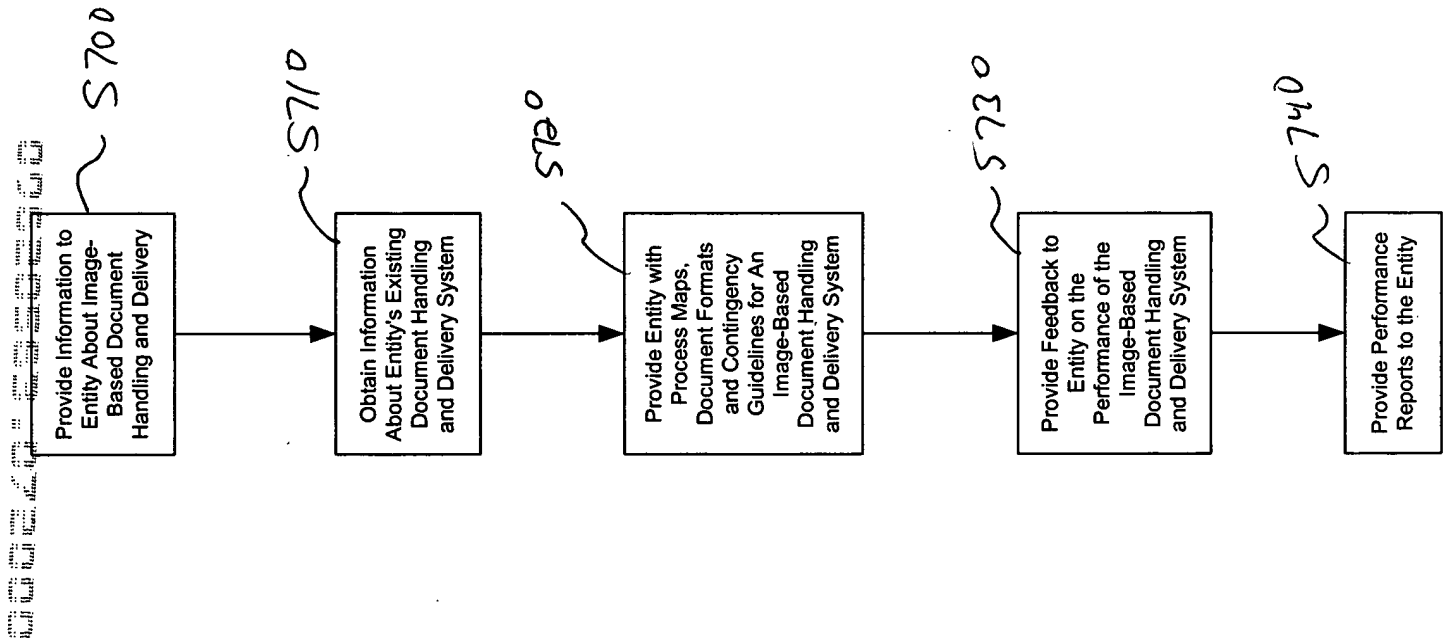 S700
Provide Information to
Entity About Image-
Based Document
Handling and Delivery
S710
Obtain Information
About Entity's Existing
Document Handling
and Delivery System
S720
Provide Entity with
Process Maps,
Document Formats
and Contingency
Guidelines for An
Image-Based
Document Handling
and Delivery System
S730
Provide Feedback to
Entity on the
Performance of the
Image-Based
Document Handling
and Delivery System
S740
Provide Performance
Reports to the Entity